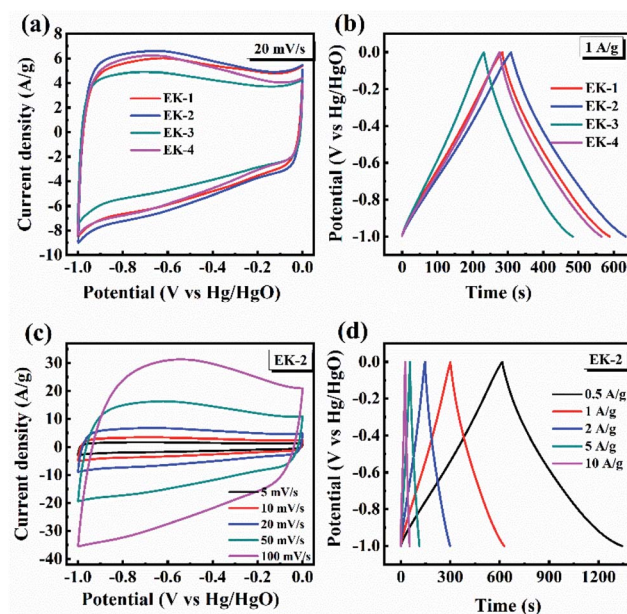 (a)
20 mV/s
EK-1
EK-2
EK-3
EK-4
8
6
4
2
0
-2
-4
-6
-8
-10
-1.0 -0.8 -0.6 -0.4 -0.2 0.0
Current density (A/g)
Potential (V vs Hg/HgO)
(b)
1 A/g
EK-1
EK-2
EK-3
EK-4
0.0
-0.2
-0.4
-0.6
-0.8
-1.0
0 100 200 300 400 500 600
Potential (V vs Hg/HgO)
Time (s)
(c)
EK-2
5 mV/s
10 mV/s
20 mV/s
50 mV/s
100 mV/s
30
20
10
0
-10
-20
-30
-40
-1.0 -0.8 -0.6 -0.4 -0.2 0.0
Current density (A/g)
Potential (V vs Hg/HgO)
(d)
EK-2
0.5 A/g
1 A/g
2 A/g
5 A/g
10 A/g
0.0
-0.2
-0.4
-0.6
-0.8
-1.0
0 300 600 900 1200
Potential (V vs Hg/HgO)
Time (s)